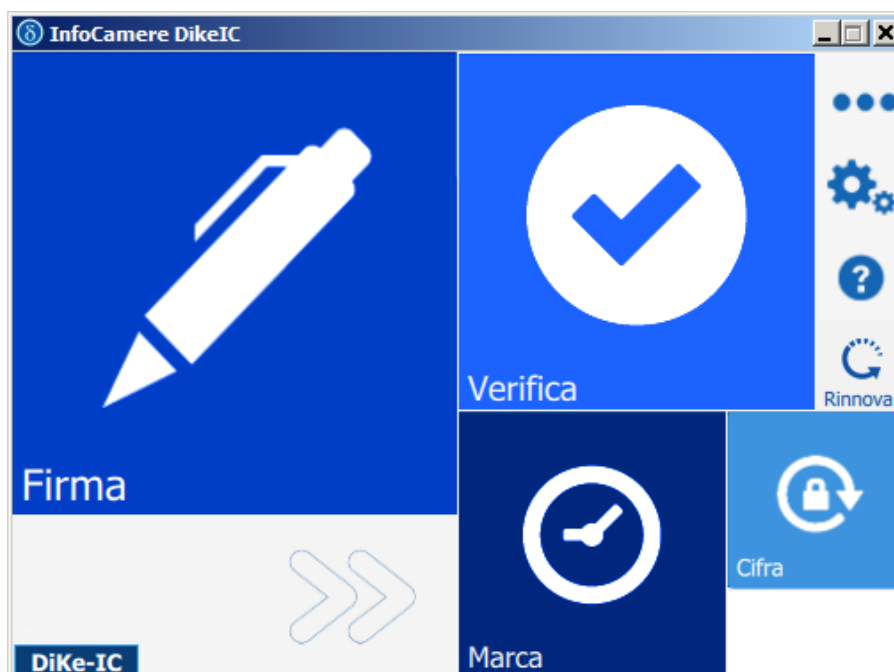 InfoCamere DikeIC
Firma
Verifica
Rinnova
Marca
Cifra
DiKe-IC